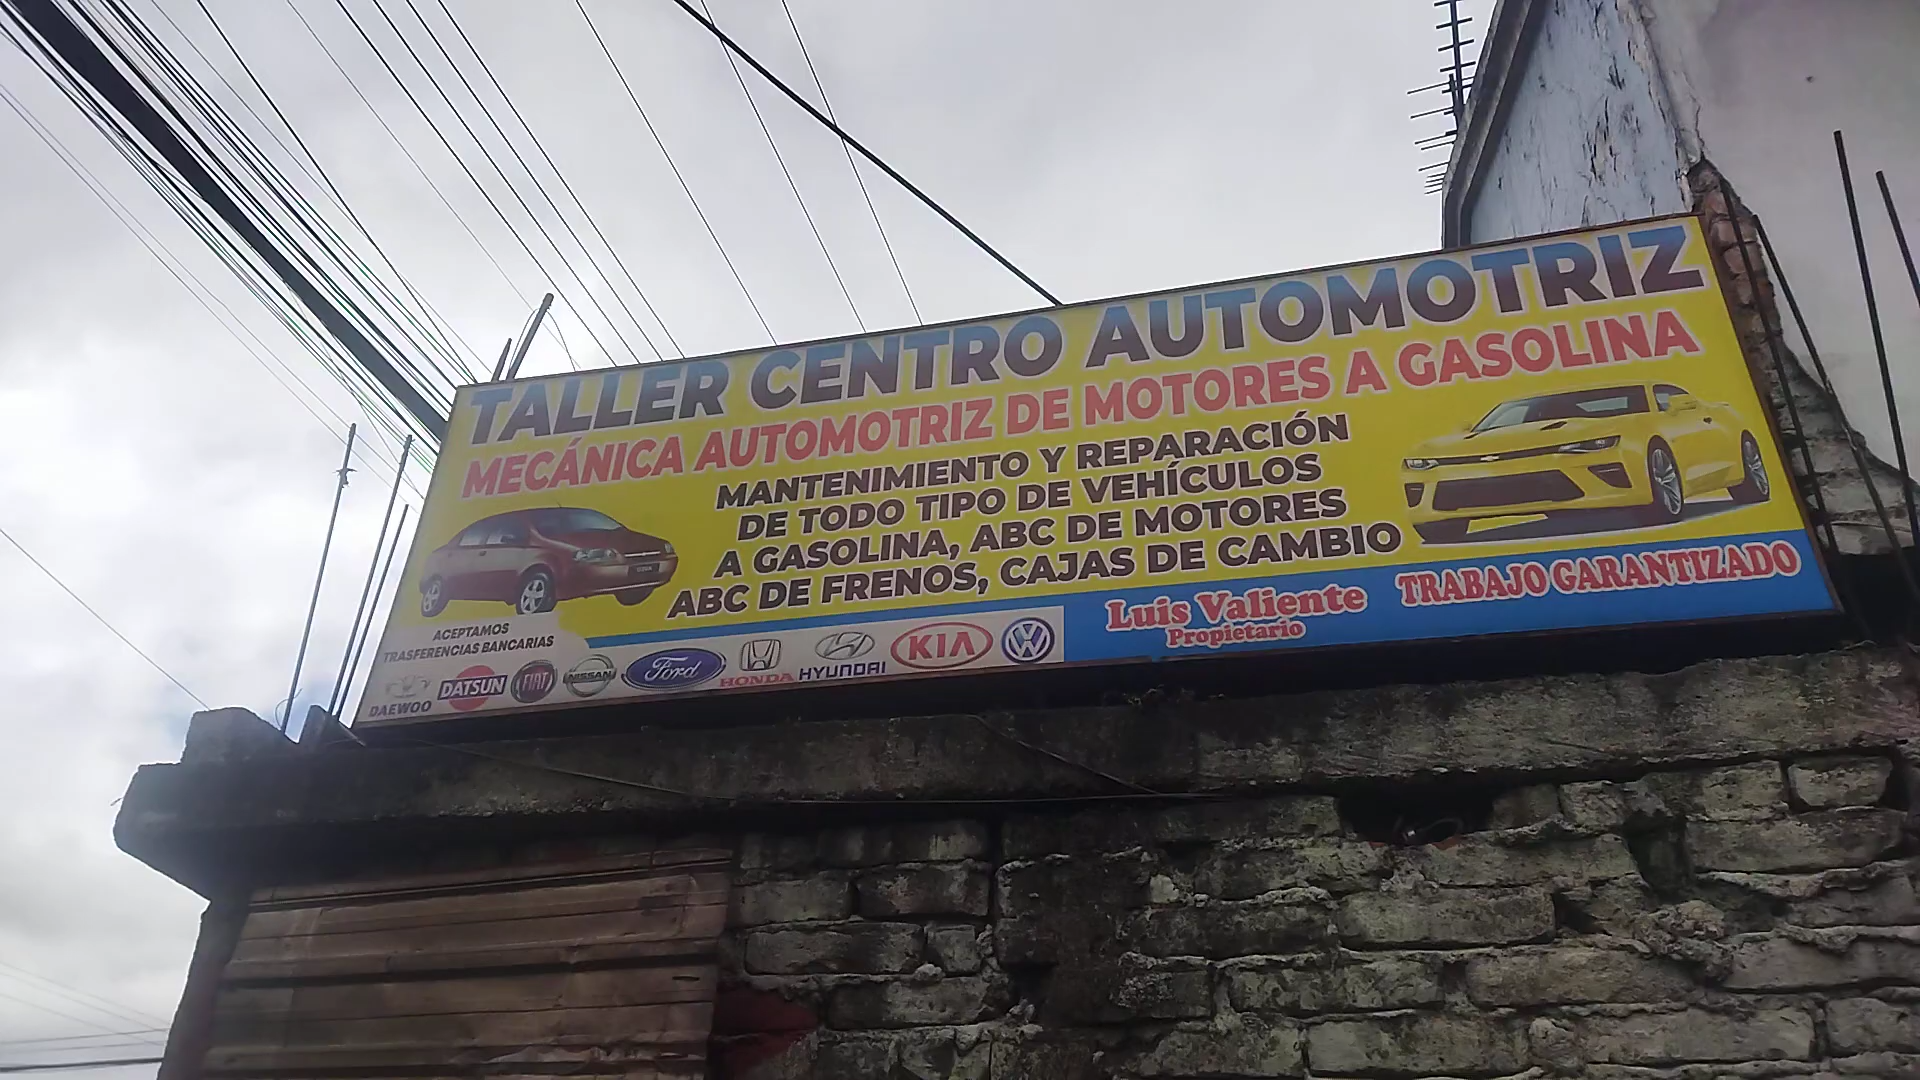 TALLER CENTRO AUTOMOTRIZ
MECÁNICA AUTOMOTRIZ DE MOTORES A GASOLINA
MANTENIMIENTO Y REPARACIÓN
DE TODO TIPO DE VEHÍCULOS
A GASOLINA, ABC DE MOTORES
ABC DE FRENOS, CAJAS DE CAMBIO
ACEPTAMOS
TRASFERENCIAS BANCARIAS
Luis Valiente
Propietario
TRABAJO GARANTIZADO
DAEWOO
DATSUN
FIAT
NISSAN
Ford
HONDA
HYUNDAI
KIA